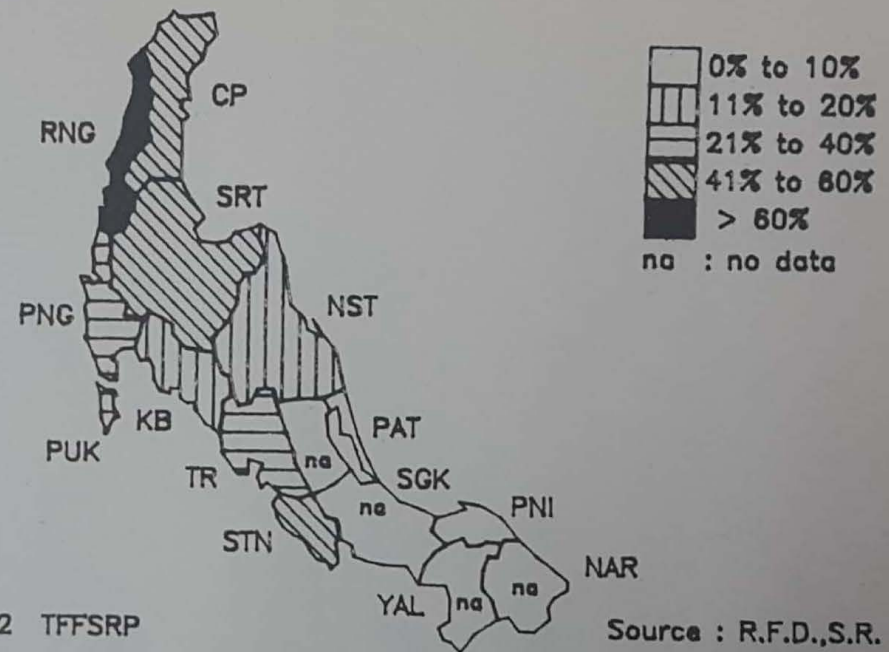 0% to 10%
11% to 20%
21% to 40%
41% to 60%
> 60%
na : no data
CP
RNG
SRT
PNG
NST
KB
PUK
PAT
TR
na
SGK
na
PNI
STN
NAR
YAL
na
na
2 TFFSRP
Source : R.F.D.,S.R.